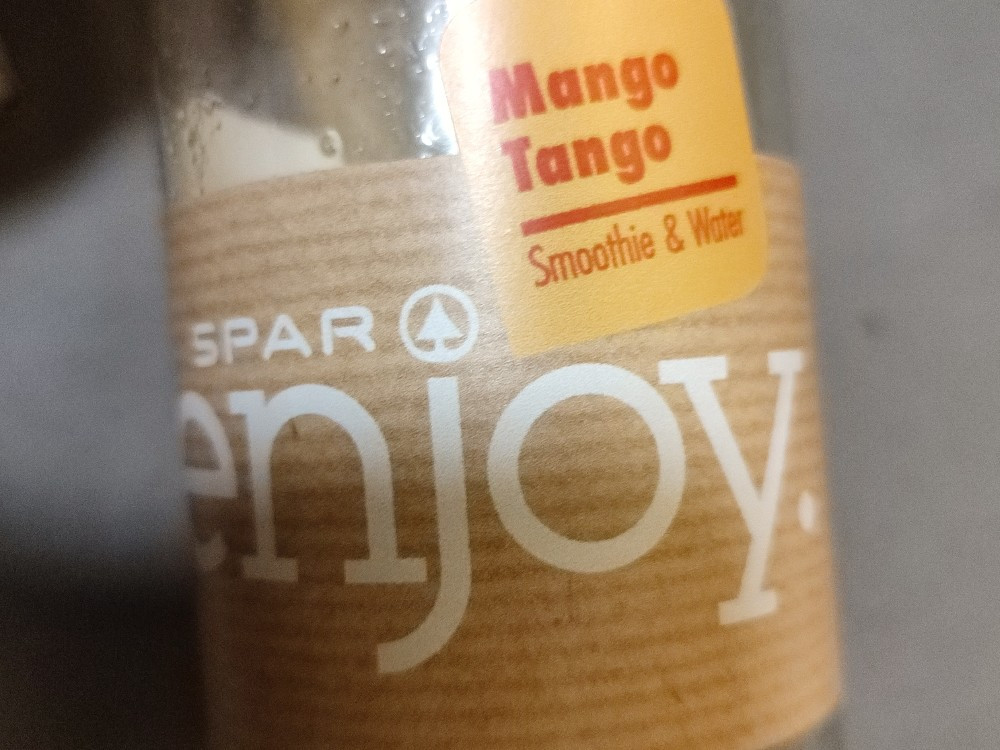 Mango
Tango
Smoothie & Water
SPAR
enjoy.